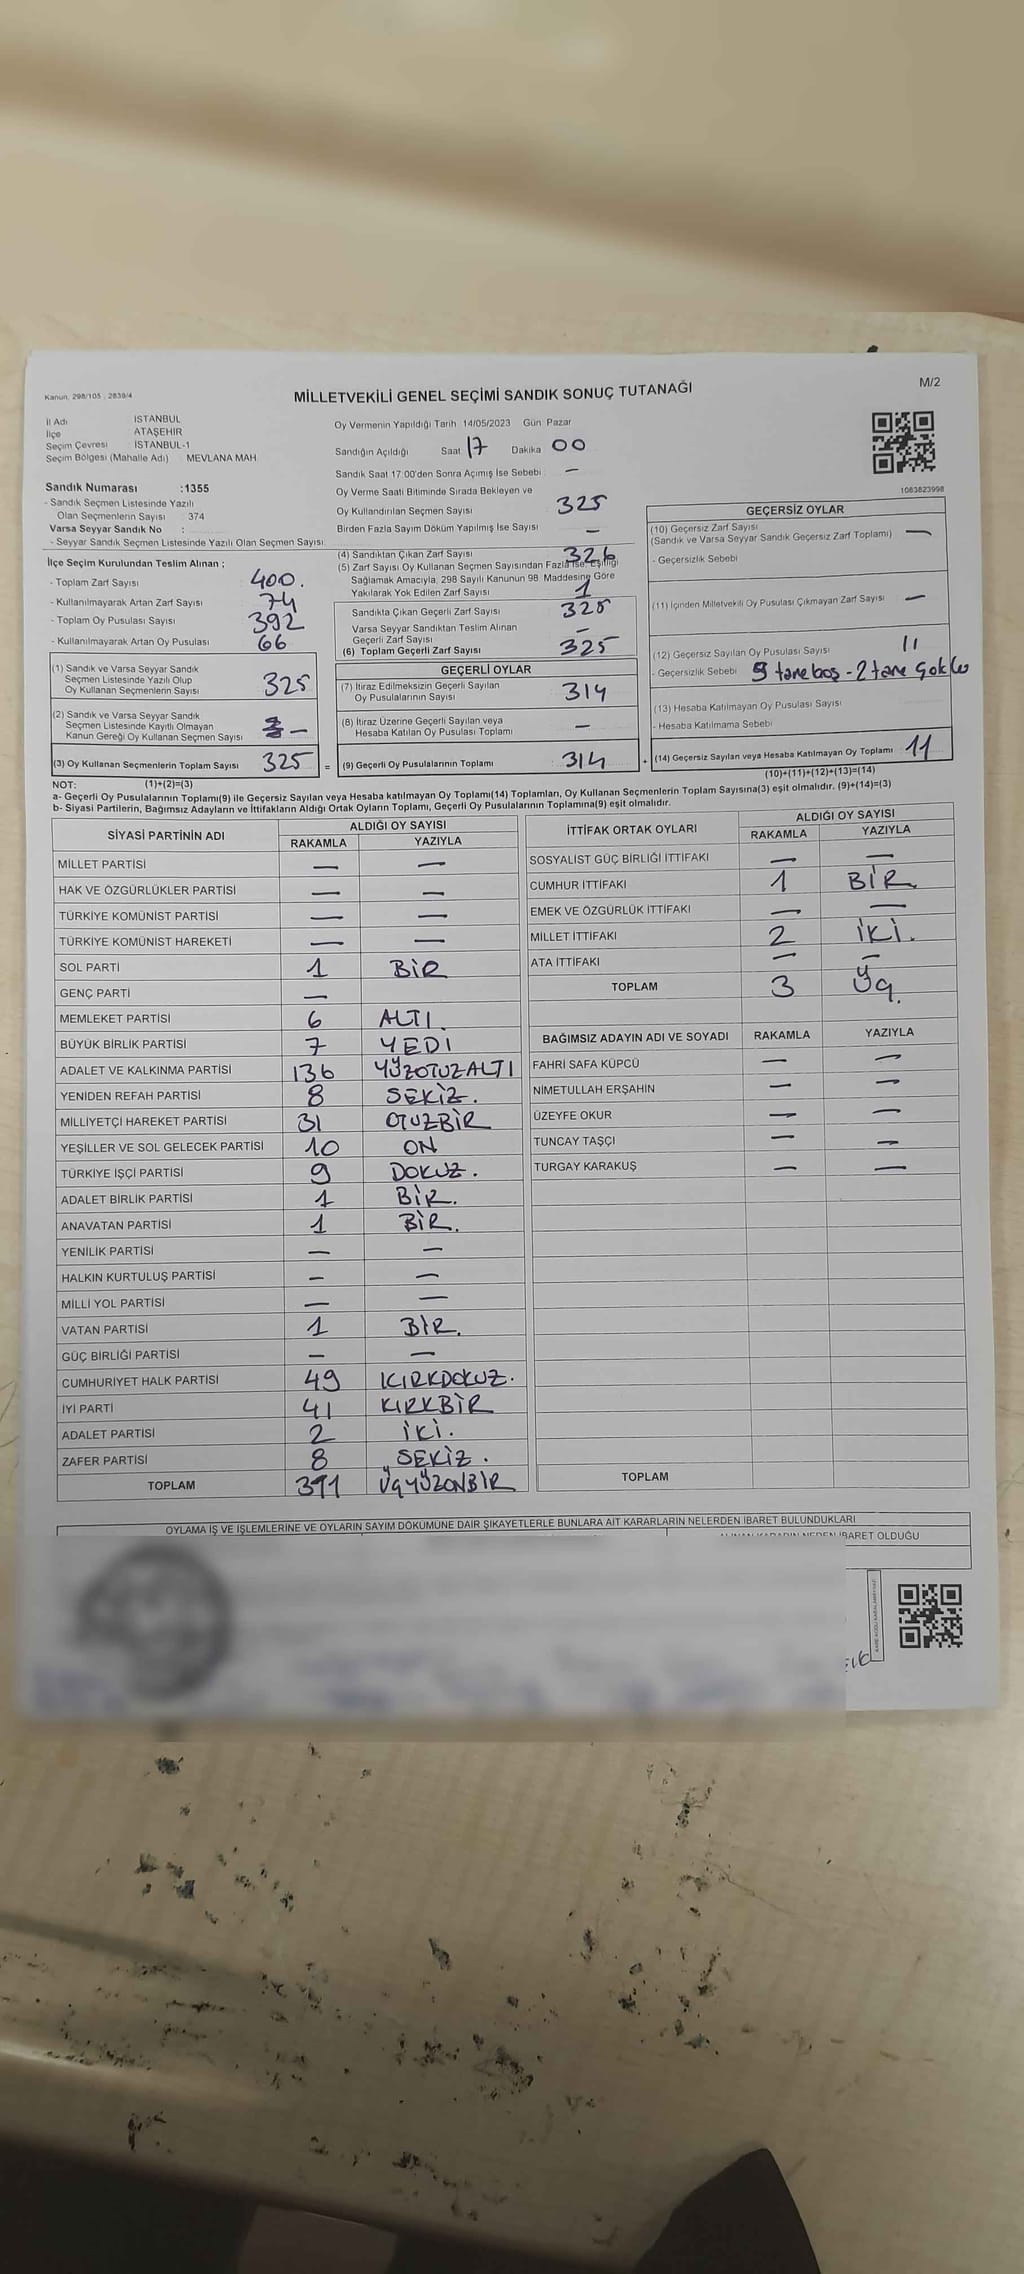 Kanun, 298/105 , 2839/4
MİLLETVEKİLİ GENEL SEÇİMİ SANDIK SONUÇ TUTANAĞI
M/2
İl Adı İSTANBUL
İlçe ATAŞEHİR
Seçim Çevresi İSTANBUL-1
Seçim Bölgesi (Mahalle Adı) MEVLANA MAH.
Sandık Numarası :1355
- Sandık Seçmen Listesinde Yazılı
Olan Seçmenlerin Sayısı : 374
Varsa Seyyar Sandık No :
- Seyyar Sandık Seçmen Listesinde Yazılı Olan Seçmen Sayısı:
Oy Vermenin Yapıldığı Tarih 14/05/2023 Gün Pazar
Sandığın Açıldığı Saat 17 Dakika 00
Sandık Saat 17:00'den Sonra Açımış İse Sebebi : —
Oy Verme Saati Bitiminde Sırada Bekleyen ve
Oy Kullandırılan Seçmen Sayısı 325
Birden Fazla Sayım Döküm Yapılmış İse Sayısı —
1083823998
İlçe Seçim Kurulundan Teslim Alınan ;
- Toplam Zarf Sayısı 400.
- Kullanılmayarak Artan Zarf Sayısı 74
- Toplam Oy Pusulası Sayısı 392
- Kullanılmayarak Artan Oy Pusulası 66
(1) Sandık ve Varsa Seyyar Sandık
Seçmen Listesinde Yazılı Olup
Oy Kullanan Seçmenlerin Sayısı 325
(2) Sandık ve Varsa Seyyar Sandık
Seçmen Listesinde Kayıtlı Olmayan
Kanun Gereği Oy Kullanan Seçmen Sayısı —
(3) Oy Kullanan Seçmenlerin Toplam Sayısı 325 =
(1)+(2)=(3)
(4) Sandıktan Çıkan Zarf Sayısı 326
(5) Zarf Sayısı Oy Kullanan Seçmen Sayısından Fazla İse, Eşitliği
Sağlamak Amacıyla, 298 Sayılı Kanunun 98. Maddesine Göre
Yakılarak Yok Edilen Zarf Sayısı 1
Sandıkta Çıkan Geçerli Zarf Sayısı 325
Varsa Seyyar Sandıktan Teslim Alınan
Geçerli Zarf Sayısı —
(6) Toplam Geçerli Zarf Sayısı 325
GEÇERLİ OYLAR
(7) İtiraz Edilmeksizin Geçerli Sayılan
Oy Pusulalarının Sayısı 314
(8) İtiraz Üzerine Geçerli Sayılan veya
Hesaba Katılan Oy Pusulası Toplamı —
(9) Geçerli Oy Pusulalarının Toplamı 314 +
GEÇERSİZ OYLAR
(10) Geçersiz Zarf Sayısı
(Sandık ve Varsa Seyyar Sandık Geçersiz Zarf Toplamı) —
- Geçersizlik Sebebi
(11) İçinden Milletvekili Oy Pusulası Çıkmayan Zarf Sayısı —
(12) Geçersiz Sayılan Oy Pusulası Sayısı 11
- Geçersizlik Sebebi 9 tane boş - 2 tane çoklu
(13) Hesaba Katılmayan Oy Pusulası Sayısı
- Hesaba Katılmama Sebebi
(14) Geçersiz Sayılan veya Hesaba Katılmayan Oy Toplamı 11
(10)+(11)+(12)+(13)=(14)
NOT:
a- Geçerli Oy Pusulalarının Toplamı(9) ile Geçersiz Sayılan veya Hesaba katılmayan Oy Toplamı(14) Toplamları, Oy Kullanan Seçmenlerin Toplam Sayısına(3) eşit olmalıdır. (9)+(14)=(3)
b- Siyasi Partilerin, Bağımsız Adayların ve İttifakların Aldığı Ortak Oyların Toplamı, Geçerli Oy Pusulalarının Toplamına(9) eşit olmalıdır.
SİYASİ PARTİNİN ADI ALDIĞI OY SAYISI
RAKAMLA YAZIYLA
MİLLET PARTİSİ — —
HAK VE ÖZGÜRLÜKLER PARTİSİ — —
TÜRKİYE KOMÜNİST PARTİSİ — —
TÜRKİYE KOMÜNİST HAREKETİ — —
SOL PARTİ 1 BİR
GENÇ PARTİ —
MEMLEKET PARTİSİ 6 ALTI.
BÜYÜK BİRLİK PARTİSİ 7 YEDİ
ADALET VE KALKINMA PARTİSİ 136 YÜZOTUZALTI
YENİDEN REFAH PARTİSİ 8 SEKİZ.
MİLLİYETÇİ HAREKET PARTİSİ 31 OTUZBİR
YEŞİLLER VE SOL GELECEK PARTİSİ 10 ON
TÜRKİYE İŞÇİ PARTİSİ 9 DOKUZ.
ADALET BİRLİK PARTİSİ 1 BİR.
ANAVATAN PARTİSİ 1 BİR.
YENİLİK PARTİSİ — —
HALKIN KURTULUŞ PARTİSİ — —
MİLLİ YOL PARTİSİ — —
VATAN PARTİSİ 1 BİR.
GÜÇ BİRLİĞİ PARTİSİ — —
CUMHURİYET HALK PARTİSİ 49 KIRKDOKUZ.
İYİ PARTİ 41 KIRKBİR
ADALET PARTİSİ 2 İKİ.
ZAFER PARTİSİ 8 SEKİZ.
TOPLAM 311 ÜÇYÜZONBİR
İTTİFAK ORTAK OYLARI ALDIĞI OY SAYISI
RAKAMLA YAZIYLA
SOSYALİST GÜÇ BİRLİĞİ İTTİFAKI — —
CUMHUR İTTİFAKI 1 BİR
EMEK VE ÖZGÜRLÜK İTTİFAKI — —
MİLLET İTTİFAKI 2 İKİ.
ATA İTTİFAKI — —
TOPLAM 3 Üç.
BAĞIMSIZ ADAYIN ADI VE SOYADI RAKAMLA YAZIYLA
FAHRİ SAFA KÜPCÜ — —
NİMETULLAH ERŞAHİN — —
ÜZEYFE OKUR — —
TUNCAY TAŞÇI — —
TURGAY KARAKUŞ — —
TOPLAM
OYLAMA İŞ VE İŞLEMLERİNE VE OYLARIN SAYIM DÖKÜMÜNE DAİR ŞİKAYETLERLE BUNLARA AİT KARARLARIN NELERDEN İBARET BULUNDUKLARI
ALINAN KARARIN NEDEN İBARET OLDUĞU